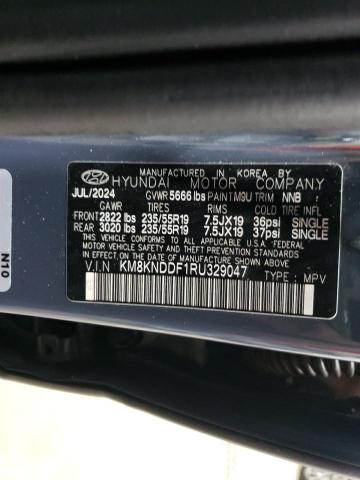 MANUFACTURED IN KOREA BY
HYUNDAI MOTOR COMPANY
JUL/2024 GVWR 5666 lbs PAINT M9U TRIM NNB
GAWR TIRES RIMS COLD TIRE INFL
FRONT 2822 lbs 235/55R19 7.5JX19 36psi SINGLE
REAR 3020 lbs 235/55R19 7.5JX19 37psi SINGLE
THIS VEHICLE CONFORMS TO ALL APPLICABLE U.S.A. FEDERAL
MOTOR VEHICLE SAFETY AND THEFT PREVENTION STANDARDS
IN EFFECT ON THE DATE OF MANUFACTURE SHOWN ABOVE
V.I.N KM8KNDDF1RU329047 TYPE: MPV
N10